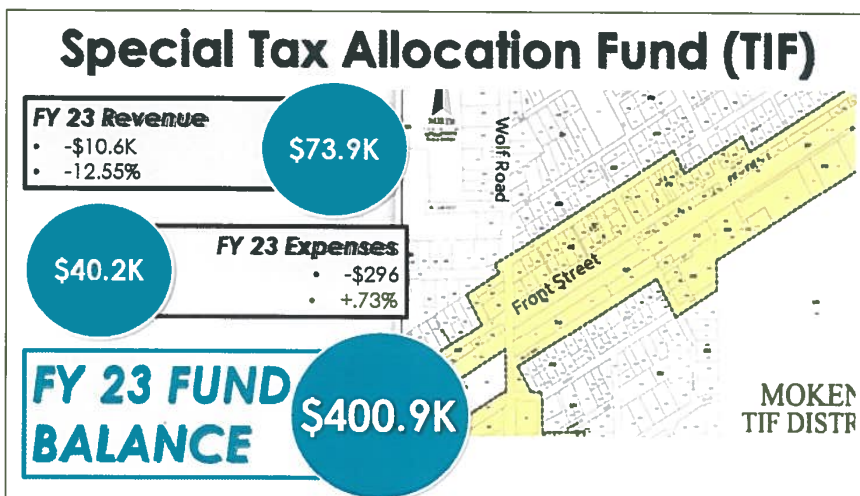 Special Tax Allocation Fund (TIF)
FY 23 Revenue
• -$10.6K
• -12.55%
$73.9K
$40.2K
FY 23 Expenses
• -$296
• +.73%
FY 23 FUND
BALANCE
$400.9K
Wolf Road
Front Street
MOKEN
TIF DISTR